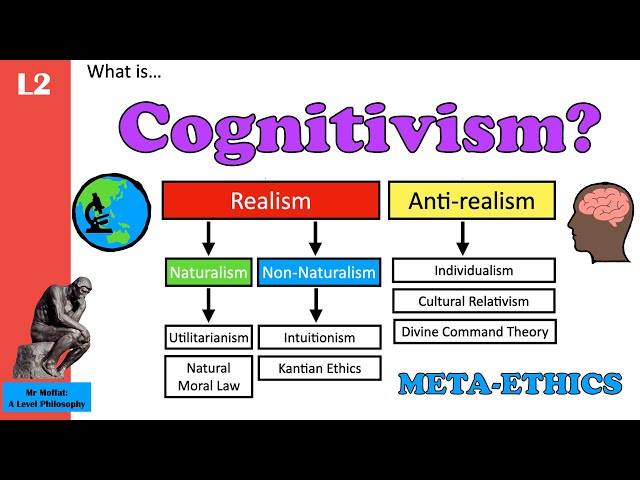 L2
What is...
Cognitivism?
Realism
Anti-realism
Naturalism
Non-Naturalism
Individualism
Cultural Relativism
Divine Command Theory
Utilitarianism
Intuitionism
Natural
Moral Law
Kantian Ethics
META-ETHICS
Mr Moffat:
A Level Philosophy